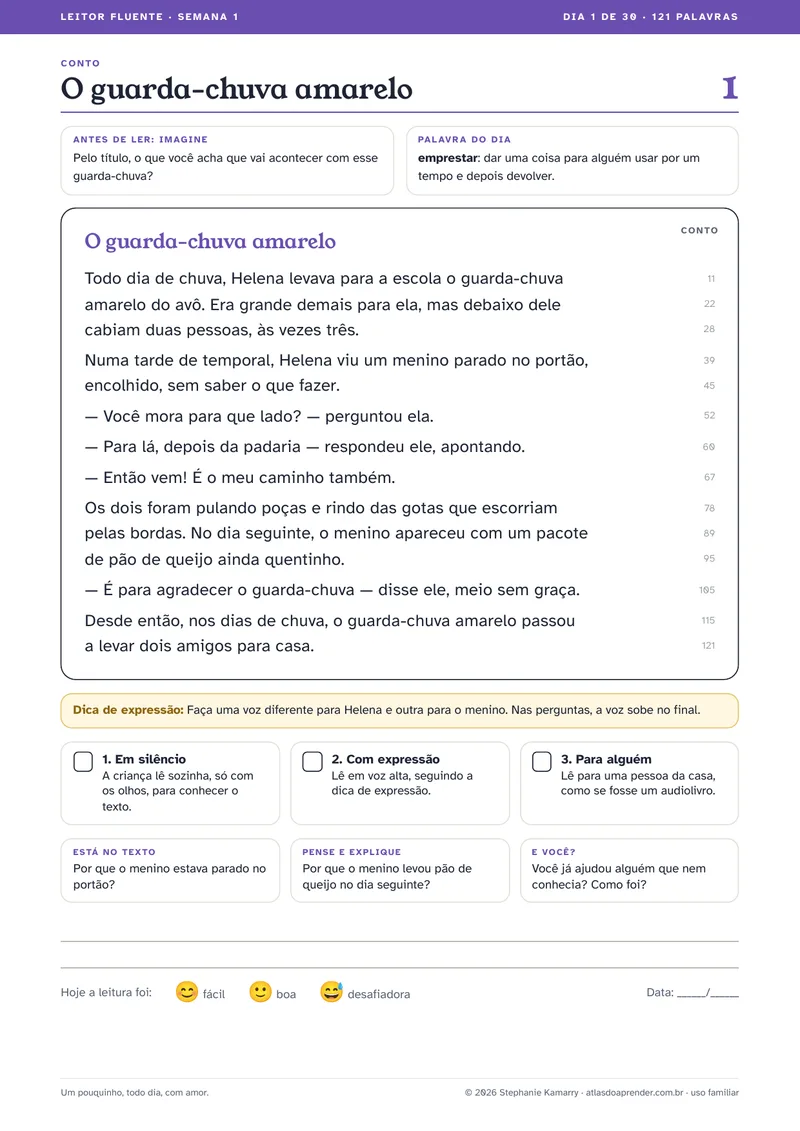 LEITOR FLUENTE · SEMANA 1
DIA 1 DE 30 · 121 PALAVRAS
CONTO
O guarda-chuva amarelo
1
ANTES DE LER: IMAGINE
Pelo título, o que você acha que vai acontecer com esse
guarda-chuva?
PALAVRA DO DIA
emprestar: dar uma coisa para alguém usar por um
tempo e depois devolver.
O guarda-chuva amarelo
CONTO
Todo dia de chuva, Helena levava para a escola o guarda-chuva 11
amarelo do avô. Era grande demais para ela, mas debaixo dele 22
cabiam duas pessoas, às vezes três. 28
Numa tarde de temporal, Helena viu um menino parado no portão, 39
encolhido, sem saber o que fazer. 45
— Você mora para que lado? — perguntou ela. 52
— Para lá, depois da padaria — respondeu ele, apontando. 60
— Então vem! É o meu caminho também. 67
Os dois foram pulando poças e rindo das gotas que escorriam 78
pelas bordas. No dia seguinte, o menino apareceu com um pacote 89
de pão de queijo ainda quentinho. 95
— É para agradecer o guarda-chuva — disse ele, meio sem graça. 105
Desde então, nos dias de chuva, o guarda-chuva amarelo passou 115
a levar dois amigos para casa. 121
Dica de expressão: Faça uma voz diferente para Helena e outra para o menino. Nas perguntas, a voz sobe no final.
1. Em silêncio
A criança lê sozinha, só com
os olhos, para conhecer o
texto.
2. Com expressão
Lê em voz alta, seguindo a
dica de expressão.
3. Para alguém
Lê para uma pessoa da casa,
como se fosse um audiolivro.
ESTÁ NO TEXTO
Por que o menino estava parado no
portão?
PENSE E EXPLIQUE
Por que o menino levou pão de
queijo no dia seguinte?
E VOCÊ?
Você já ajudou alguém que nem
conhecia? Como foi?
Hoje a leitura foi: 😊 fácil 🙂 boa 😅 desafiadora Data: _____/_____
Um pouquinho, todo dia, com amor.
© 2026 Stephanie Kamarry · atlasdoaprender.com.br · uso familiar